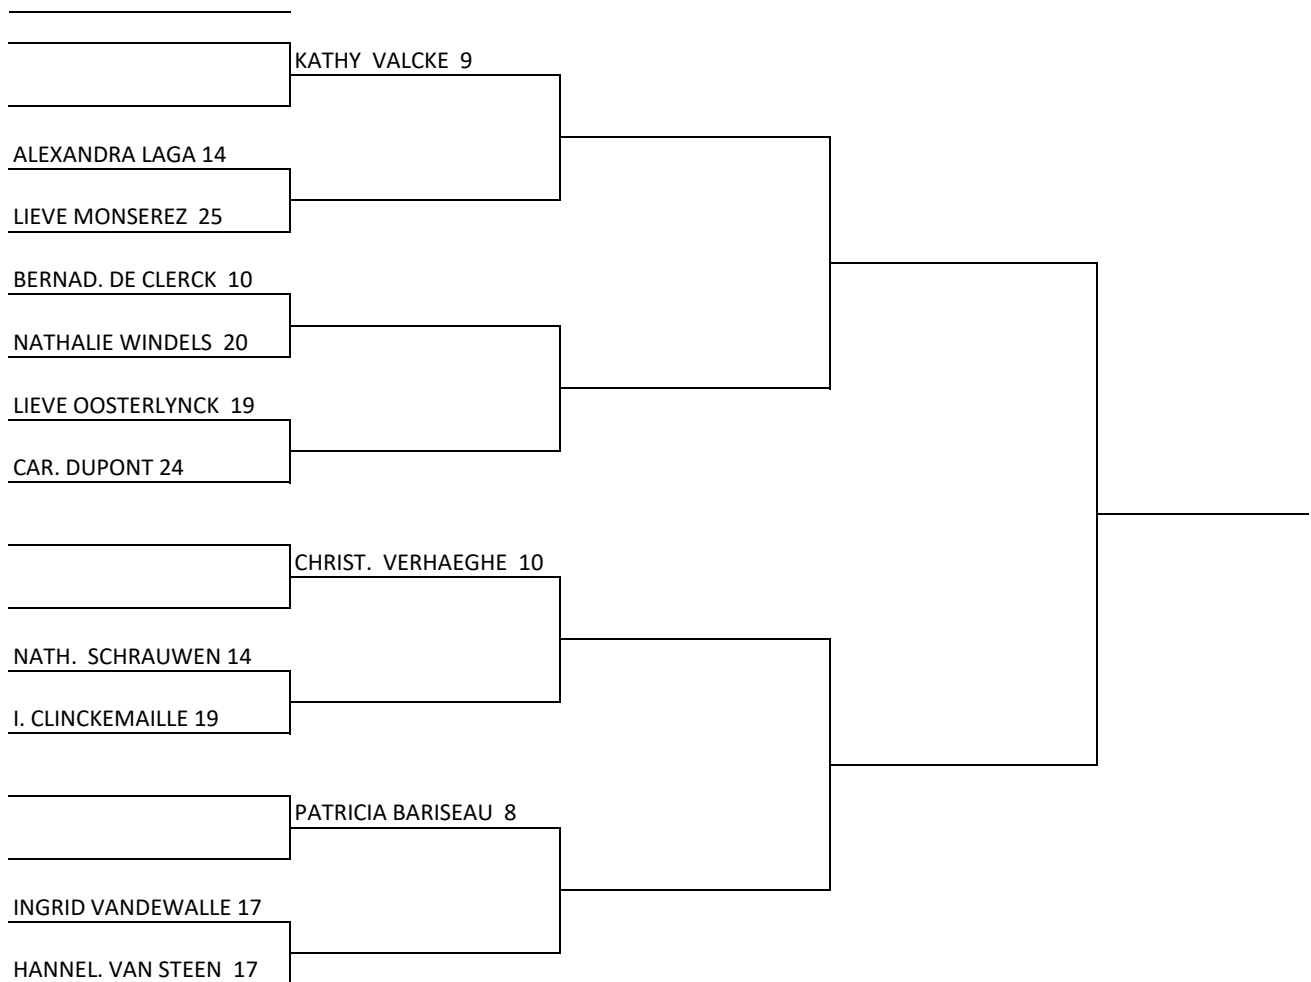 KATHY  VALCKE  9
ALEXANDRA LAGA 14
LIEVE MONSEREZ  25
BERNAD. DE CLERCK  10
NATHALIE WINDELS  20
LIEVE OOSTERLYNCK  19
CAR. DUPONT 24
CHRIST.  VERHAEGHE  10
NATH.  SCHRAUWEN 14
I. CLINCKEMAILLE 19
PATRICIA BARISEAU  8
INGRID VANDEWALLE 17
HANNEL. VAN STEEN  17